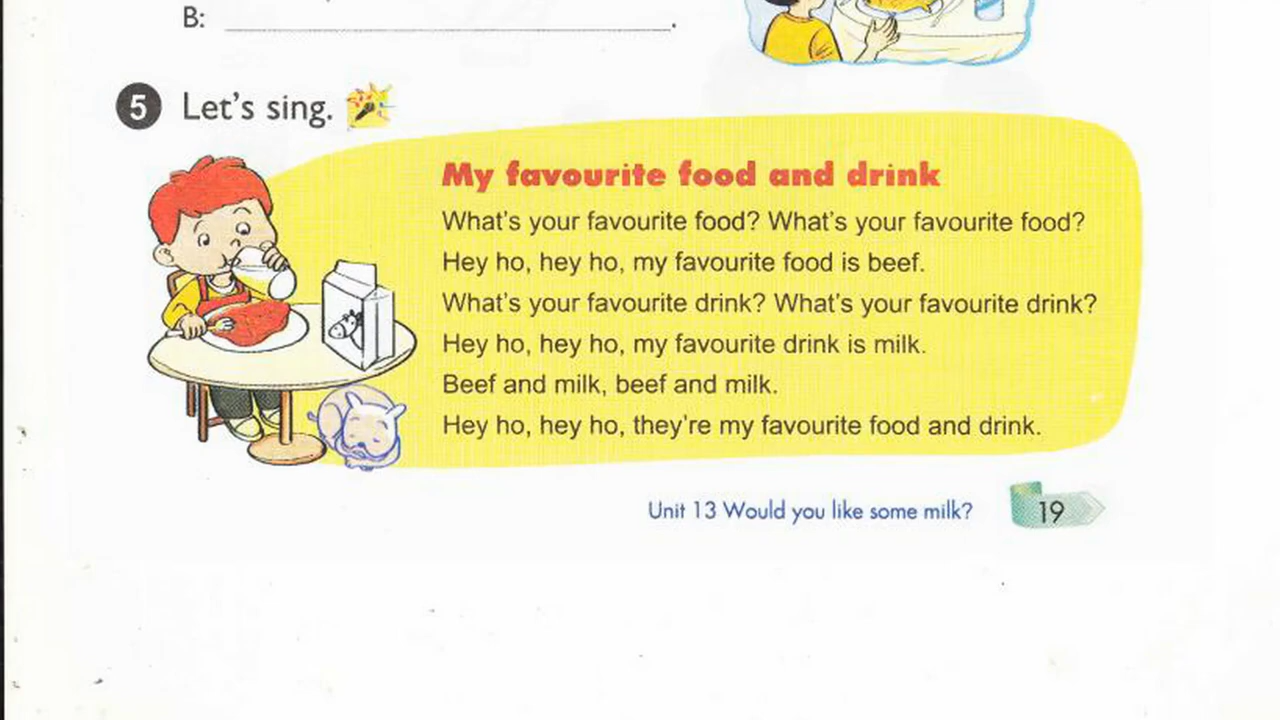 B: .
5 Let's sing.
My favourite food and drink
What's your favourite food? What's your favourite food?
Hey ho, hey ho, my favourite food is beef.
What's your favourite drink? What's your favourite drink?
Hey ho, hey ho, my favourite drink is milk.
Beef and milk, beef and milk.
Hey ho, hey ho, they're my favourite food and drink.
Unit 13 Would you like some milk? 19